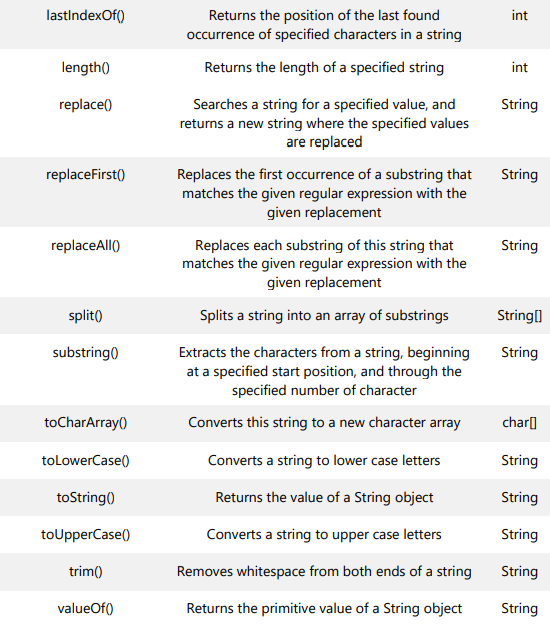 lastIndexOf() Returns the position of the last found int
occurrence of specified characters in a string
length() Returns the length of a specified string int
replace() Searches a string for a specified value, and String
returns a new string where the specified values
are replaced
replaceFirst() Replaces the first occurrence of a substring that String
matches the given regular expression with the
given replacement
replaceAll() Replaces each substring of this string that String
matches the given regular expression with the
given replacement
split() Splits a string into an array of substrings String[]
substring() Extracts the characters from a string, beginning String
at a specified start position, and through the
specified number of character
toCharArray() Converts this string to a new character array char[]
toLowerCase() Converts a string to lower case letters String
toString() Returns the value of a String object String
toUpperCase() Converts a string to upper case letters String
trim() Removes whitespace from both ends of a string String
valueOf() Returns the primitive value of a String object String